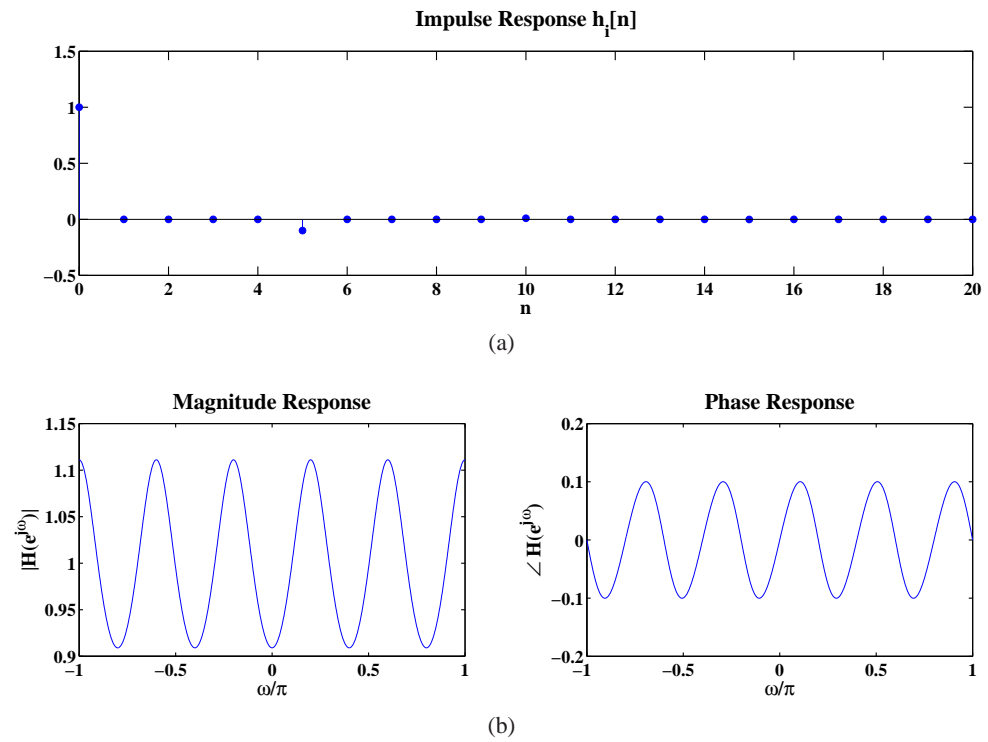 Impulse Response h_i[n]
1.5
1
0.5
0
−0.5
0 2 4 6 8 10 12 14 16 18 20
n
(a)
Magnitude Response
1.15
1.1
1.05
1
0.95
0.9
|H(e^jω)|
−1 −0.5 0 0.5 1
ω/π
Phase Response
0.2
0.1
0
−0.1
−0.2
∠ H(e^jω)
−1 −0.5 0 0.5 1
ω/π
(b)